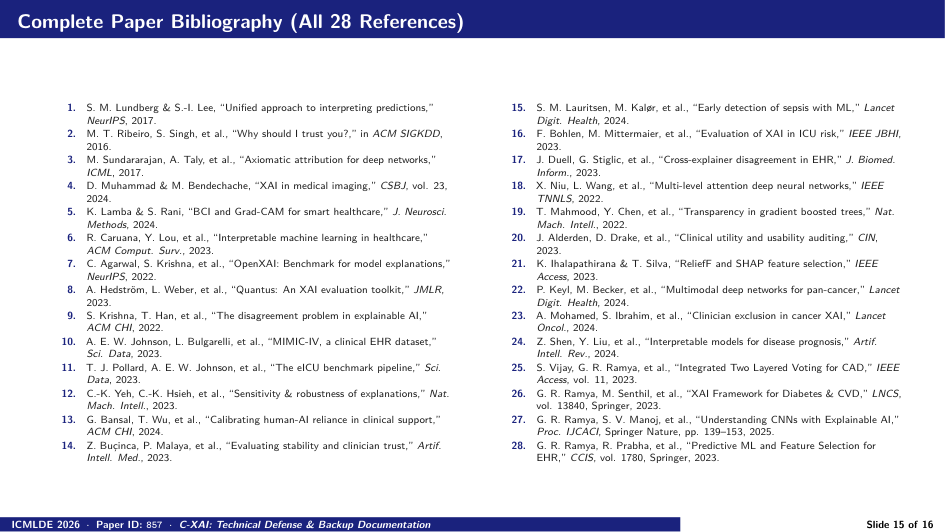 Complete Paper Bibliography (All 28 References)
1. S. M. Lundberg & S.-I. Lee, “Unified approach to interpreting predictions,”
NeurIPS, 2017.
2. M. T. Ribeiro, S. Singh, et al., “Why should I trust you?,” in ACM SIGKDD,
2016.
3. M. Sundararajan, A. Taly, et al., “Axiomatic attribution for deep networks,”
ICML, 2017.
4. D. Muhammad & M. Bendechache, “XAI in medical imaging,” CSBJ, vol. 23,
2024.
5. K. Lamba & S. Rani, “BCI and Grad-CAM for smart healthcare,” J. Neurosci.
Methods, 2024.
6. R. Caruana, Y. Lou, et al., “Interpretable machine learning in healthcare,”
ACM Comput. Surv., 2023.
7. C. Agarwal, S. Krishna, et al., “OpenXAI: Benchmark for model explanations,”
NeurIPS, 2022.
8. A. Hedström, L. Weber, et al., “Quantus: An XAI evaluation toolkit,” JMLR,
2023.
9. S. Krishna, T. Han, et al., “The disagreement problem in explainable AI,”
ACM CHI, 2022.
10. A. E. W. Johnson, L. Bulgarelli, et al., “MIMIC-IV, a clinical EHR dataset,”
Sci. Data, 2023.
11. T. J. Pollard, A. E. W. Johnson, et al., “The eICU benchmark pipeline,” Sci.
Data, 2023.
12. C.-K. Yeh, C.-K. Hsieh, et al., “Sensitivity & robustness of explanations,” Nat.
Mach. Intell., 2023.
13. G. Bansal, T. Wu, et al., “Calibrating human-AI reliance in clinical support,”
ACM CHI, 2024.
14. Z. Buçinca, P. Malaya, et al., “Evaluating stability and clinician trust,” Artif.
Intell. Med., 2023.
15. S. M. Lauritsen, M. Kalør, et al., “Early detection of sepsis with ML,” Lancet
Digit. Health, 2024.
16. F. Bohlen, M. Mittermaier, et al., “Evaluation of XAI in ICU risk,” IEEE JBHI,
2023.
17. J. Duell, G. Stiglic, et al., “Cross-explainer disagreement in EHR,” J. Biomed.
Inform., 2023.
18. X. Niu, L. Wang, et al., “Multi-level attention deep neural networks,” IEEE
TNNLS, 2022.
19. T. Mahmood, Y. Chen, et al., “Transparency in gradient boosted trees,” Nat.
Mach. Intell., 2022.
20. J. Alderden, D. Drake, et al., “Clinical utility and usability auditing,” CIN,
2023.
21. K. Ihalapathirana & T. Silva, “ReliefF and SHAP feature selection,” IEEE
Access, 2023.
22. P. Keyl, M. Becker, et al., “Multimodal deep networks for pan-cancer,” Lancet
Digit. Health, 2024.
23. A. Mohamed, S. Ibrahim, et al., “Clinician exclusion in cancer XAI,” Lancet
Oncol., 2024.
24. Z. Shen, Y. Liu, et al., “Interpretable models for disease prognosis,” Artif.
Intell. Rev., 2024.
25. S. Vijay, G. R. Ramya, et al., “Integrated Two Layered Voting for CAD,” IEEE
Access, vol. 11, 2023.
26. G. R. Ramya, M. Senthil, et al., “XAI Framework for Diabetes & CVD,” LNCS,
vol. 13840, Springer, 2023.
27. G. R. Ramya, S. V. Manoj, et al., “Understanding CNNs with Explainable AI,”
Proc. IJCACI, Springer Nature, pp. 139–153, 2025.
28. G. R. Ramya, R. Prabha, et al., “Predictive ML and Feature Selection for
EHR,” CCIS, vol. 1780, Springer, 2023.
ICMLDE 2026 · Paper ID: 857 · C-XAI: Technical Defense & Backup Documentation
Slide 15 of 16